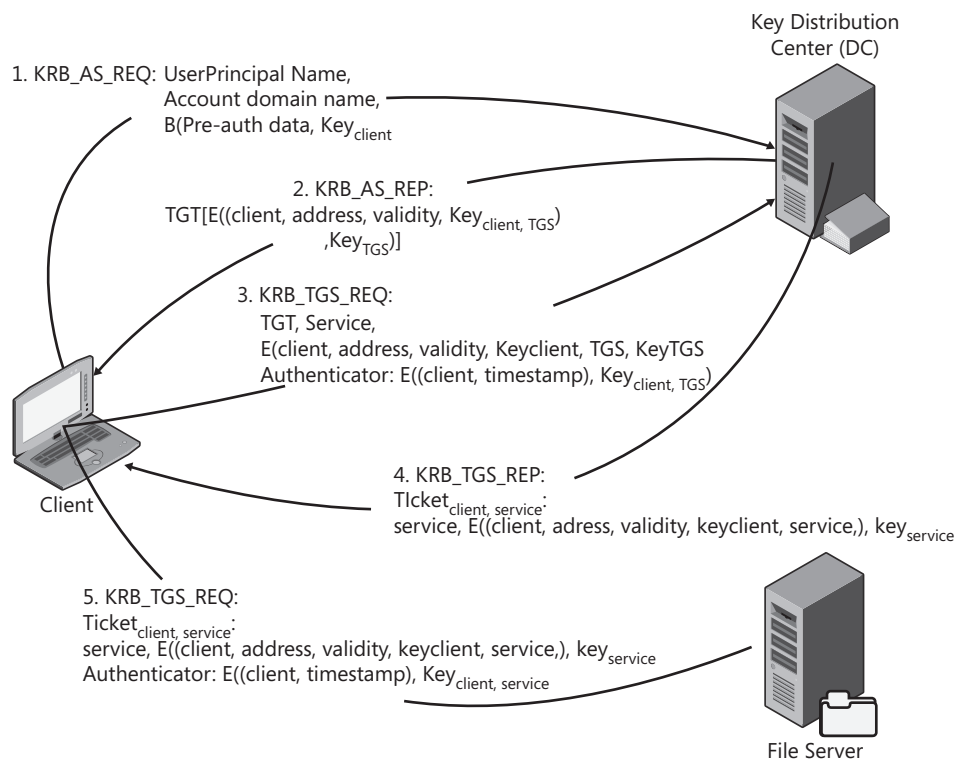 Key Distribution
Center (DC)
1. KRB_AS_REQ: UserPrincipal Name,
Account domain name,
B(Pre-auth data, Keyclient
2. KRB_AS_REP:
TGT[E((client, address, validity, Keyclient, TGS)
,KeyTGS)]
3. KRB_TGS_REQ:
TGT, Service,
E(client, address, validity, Keyclient, TGS, KeyTGS
Authenticator: E((client, timestamp), Keyclient, TGS)
Client
4. KRB_TGS_REP:
TIcketclient, service:
service, E((client, adress, validity, keyclient, service,), keyservice
5. KRB_TGS_REQ:
Ticketclient, service:
service, E((client, address, validity, keyclient, service,), keyservice
Authenticator: E((client, timestamp), Keyclient, service
File Server